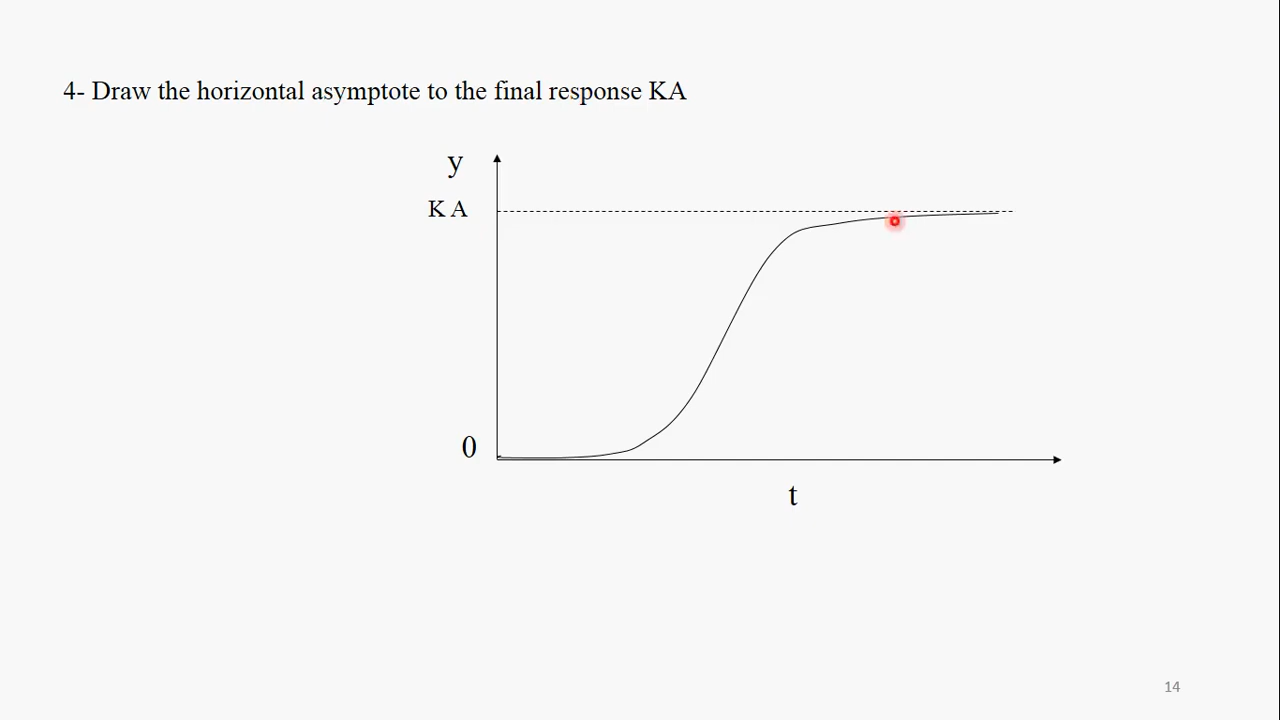 4- Draw the horizontal asymptote to the final response KA
y
K A
0
t
14